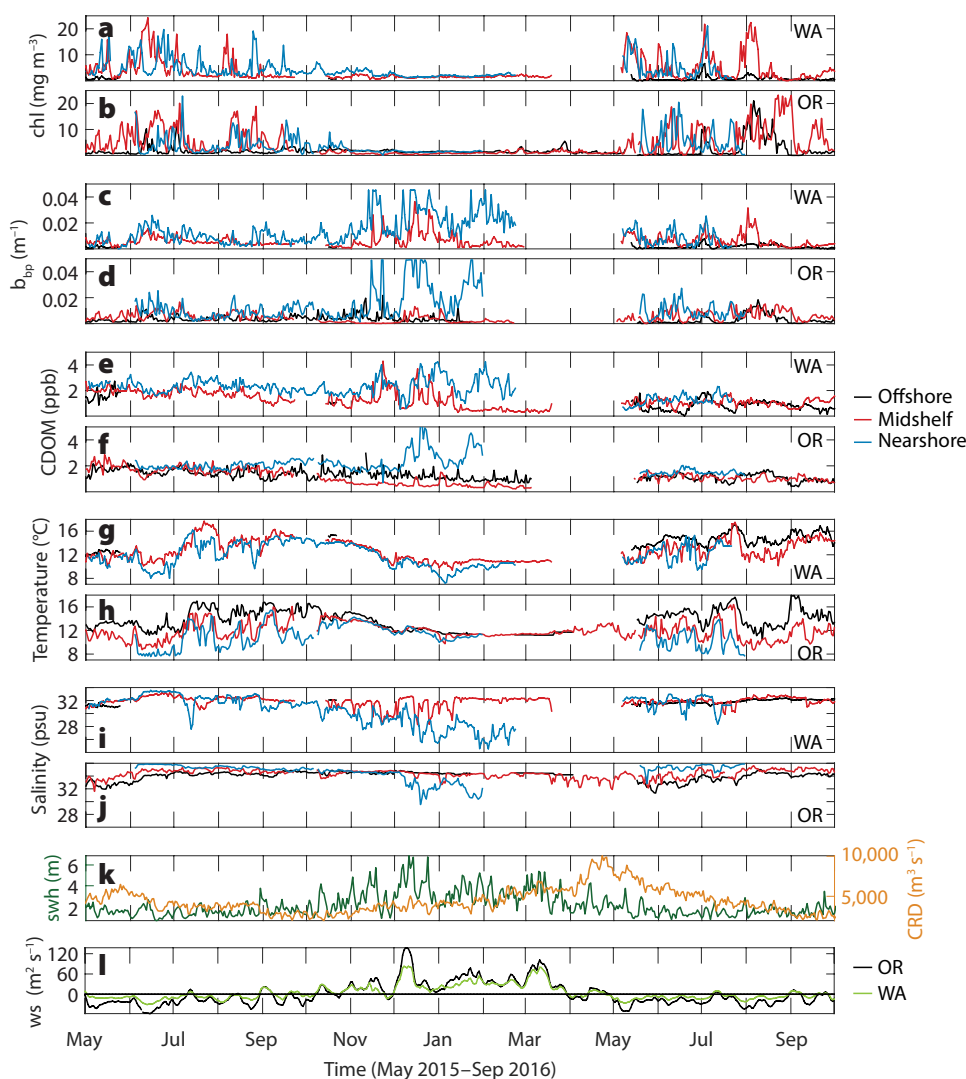 a
WA
20
10
chl (mg m⁻³)
b
OR
20
10
c
WA
0.04
0.02
b_bp (m⁻¹)
d
OR
0.04
0.02
e
WA
4
2
CDOM (ppb)
f
OR
4
2
Offshore
Midshelf
Nearshore
g
WA
16
12
8
Temperature (°C)
h
OR
16
12
8
i
WA
32
28
Salinity (psu)
j
OR
32
28
k
swh (m)
6
4
2
10,000
5,000
CRD (m³ s⁻¹)
l
ws (m² s⁻¹)
120
60
0
OR
WA
May Jul Sep Nov Jan Mar May Jul Sep
Time (May 2015–Sep 2016)